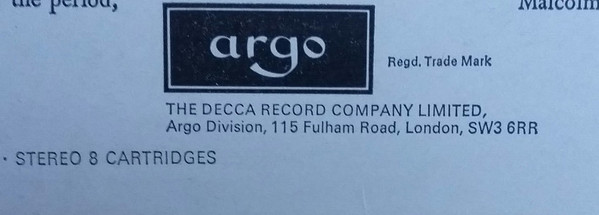 the period,
Malcolm
argo
Regd. Trade Mark
THE DECCA RECORD COMPANY LIMITED,
Argo Division, 115 Fulham Road, London, SW3 6RR
· STEREO 8 CARTRIDGES